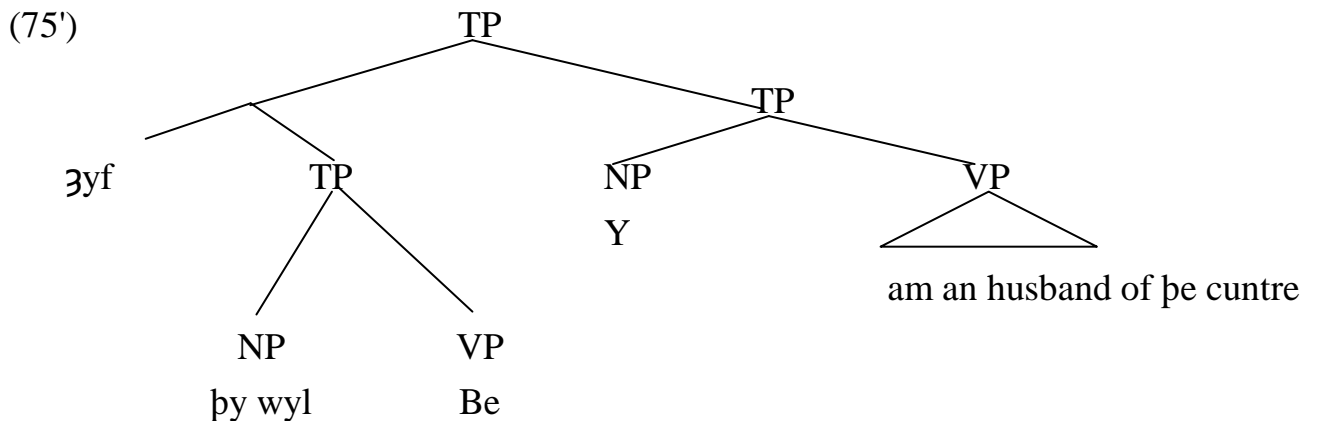 (75') TP
TP
ȝyf TP NP VP
Y
am an husband of þe cuntre
NP VP
þy wyl Be